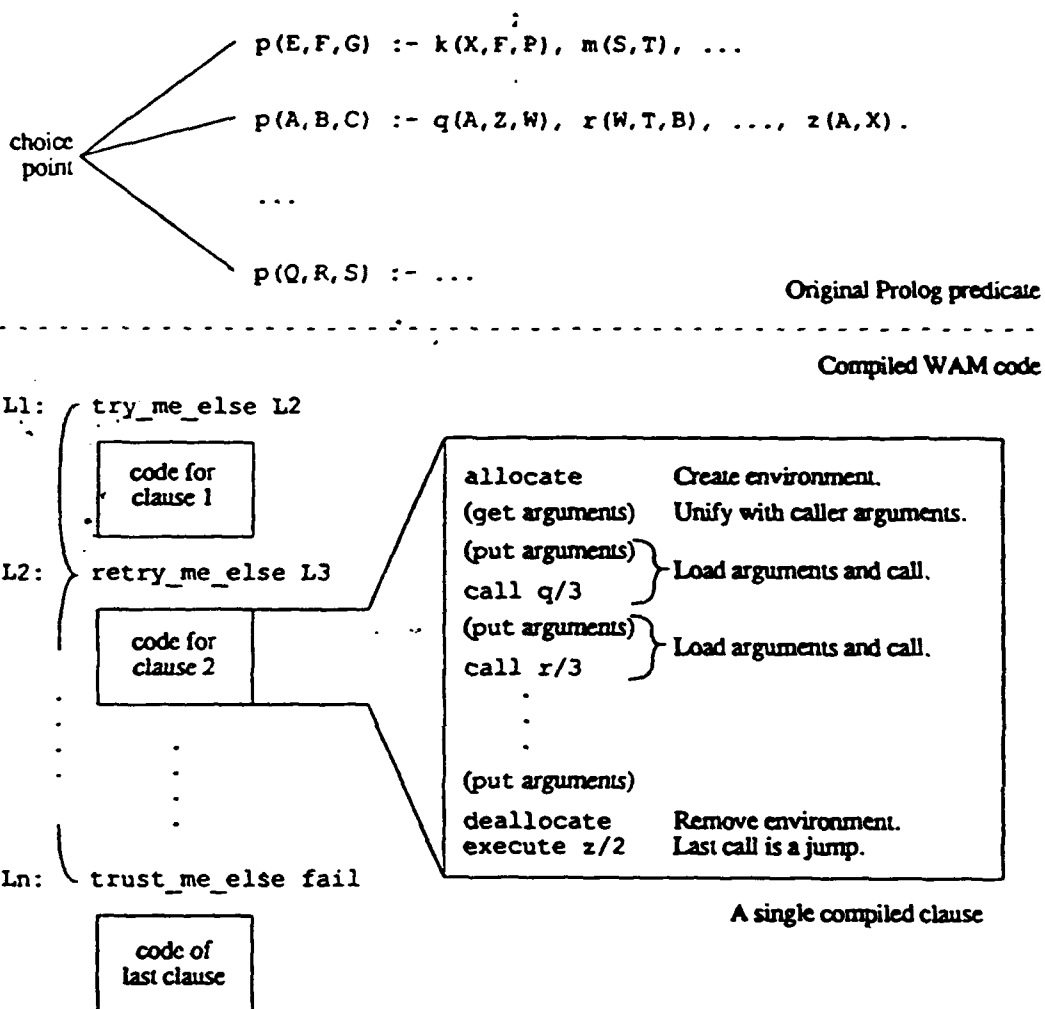 p(E,F,G) :- k(X,F,P), m(S,T), ...
p(A,B,C) :- q(A,Z,W), r(W,T,B), ..., z(A,X).
choice
point
...
p(Q,R,S) :- ...
Original Prolog predicate
Compiled WAM code
L1: try_me_else L2
code for
clause 1
L2: retry_me_else L3
code for
clause 2
allocate Create environment.
(get arguments) Unify with caller arguments.
(put arguments)
Load arguments and call.
call q/3
(put arguments)
Load arguments and call.
call r/3
(put arguments)
deallocate Remove environment.
execute z/2 Last call is a jump.
Ln: trust_me_else fail
A single compiled clause
code of
last clause